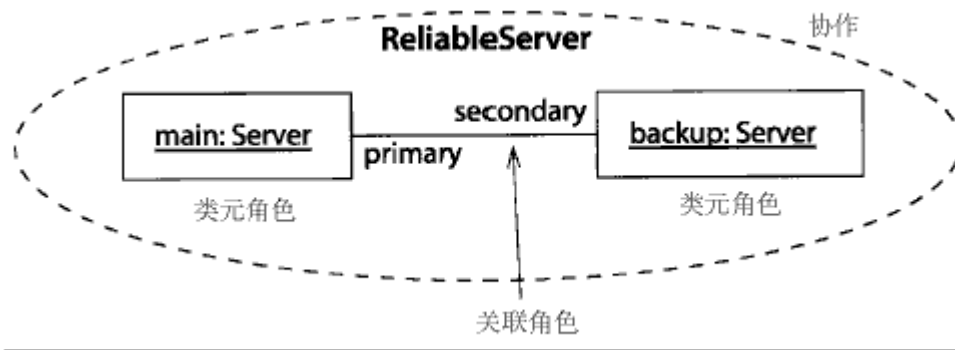 协作
ReliableServer
secondary
main: Server
backup: Server
primary
类元角色
类元角色
关联角色